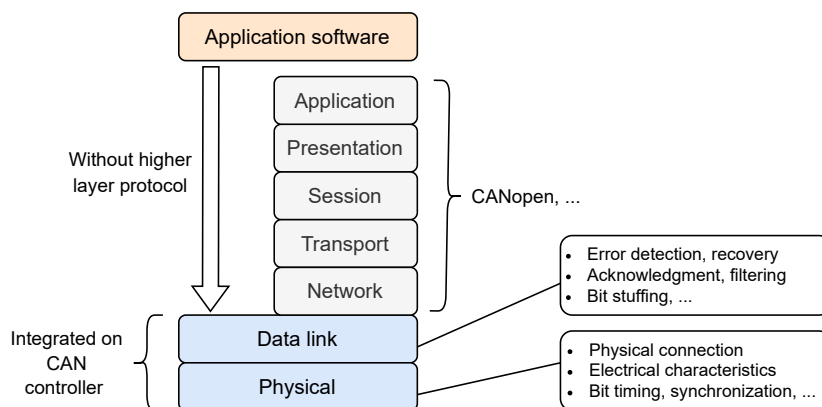 Application software
Application
Presentation
Session
Transport
Network
Data link
Physical
Without higher
layer protocol
Integrated on
CAN
controller
CANopen, ...
• Error detection, recovery
• Acknowledgment, filtering
• Bit stuffing, ...
• Physical connection
• Electrical characteristics
• Bit timing, synchronization, ...